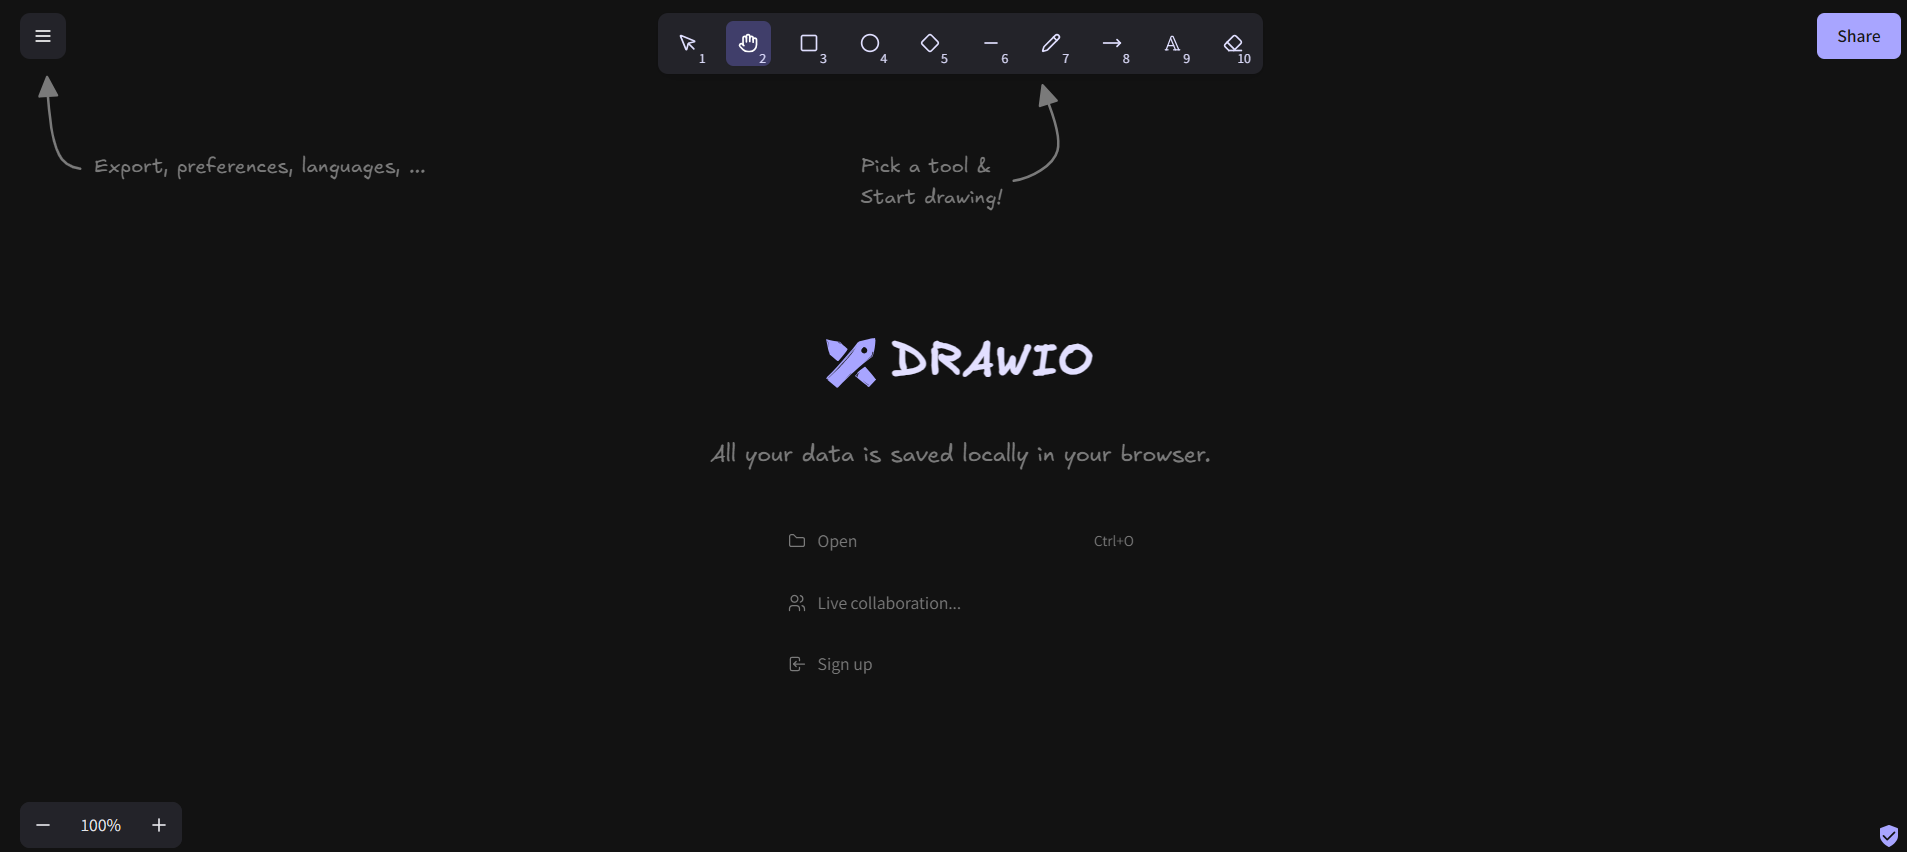 1 2 3 4 5 6 7 8 9 10
Share
Export, preferences, languages, ...
Pick a tool &
Start drawing!
DRAWIO
All your data is saved locally in your browser.
Open Ctrl+O
Live collaboration...
Sign up
100%